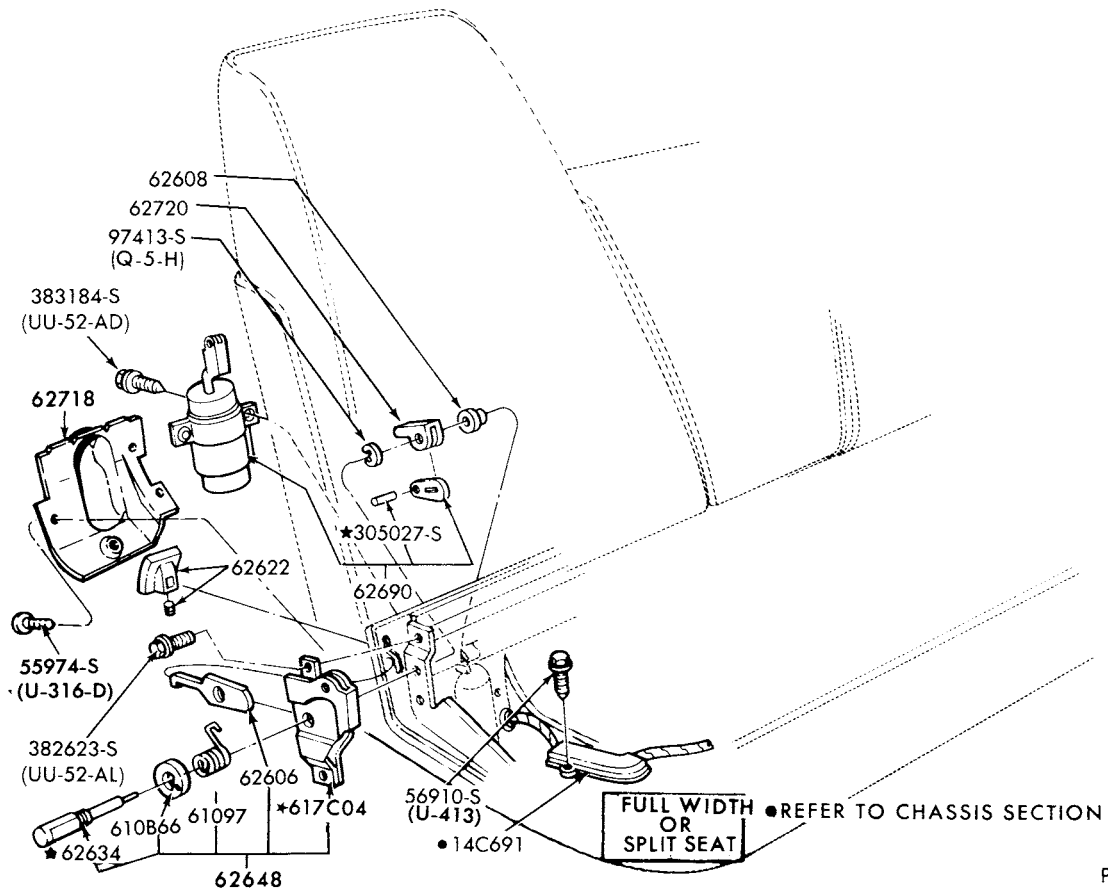 62608
62720
97413-S
(Q-5-H)
383184-S
(UU-52-AD)
62718
★305027-S
62622
62690
55974-S
(U-316-D)
382623-S
(UU-52-AL)
62606
★617C04
61097
610B66
★62634
62648
56910-S
(U-413)
●14C691
FULL WIDTH
OR
SPLIT SEAT
●REFER TO CHASSIS SECTION
P